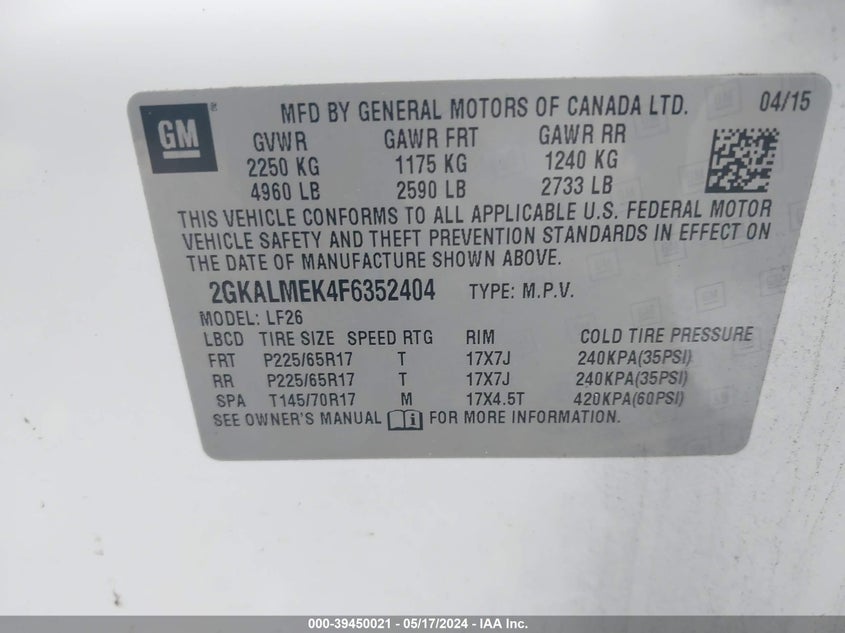 GM
MFD BY GENERAL MOTORS OF CANADA LTD. 04/15
GVWR GAWR FRT GAWR RR
2250 KG 1175 KG 1240 KG
4960 LB 2590 LB 2733 LB
THIS VEHICLE CONFORMS TO ALL APPLICABLE U.S. FEDERAL MOTOR
VEHICLE SAFETY AND THEFT PREVENTION STANDARDS IN EFFECT ON
THE DATE OF MANUFACTURE SHOWN ABOVE.
2GKALMEK4F6352404 TYPE: M.P.V.
MODEL: LF26
LBCD TIRE SIZE SPEED RTG RIM COLD TIRE PRESSURE
FRT P225/65R17 T 17X7J 240KPA(35PSI)
RR P225/65R17 T 17X7J 240KPA(35PSI)
SPA T145/70R17 M 17X4.5T 420KPA(60PSI)
SEE OWNER'S MANUAL FOR MORE INFORMATION.
000-39450021 - 05/17/2024 - IAA Inc.